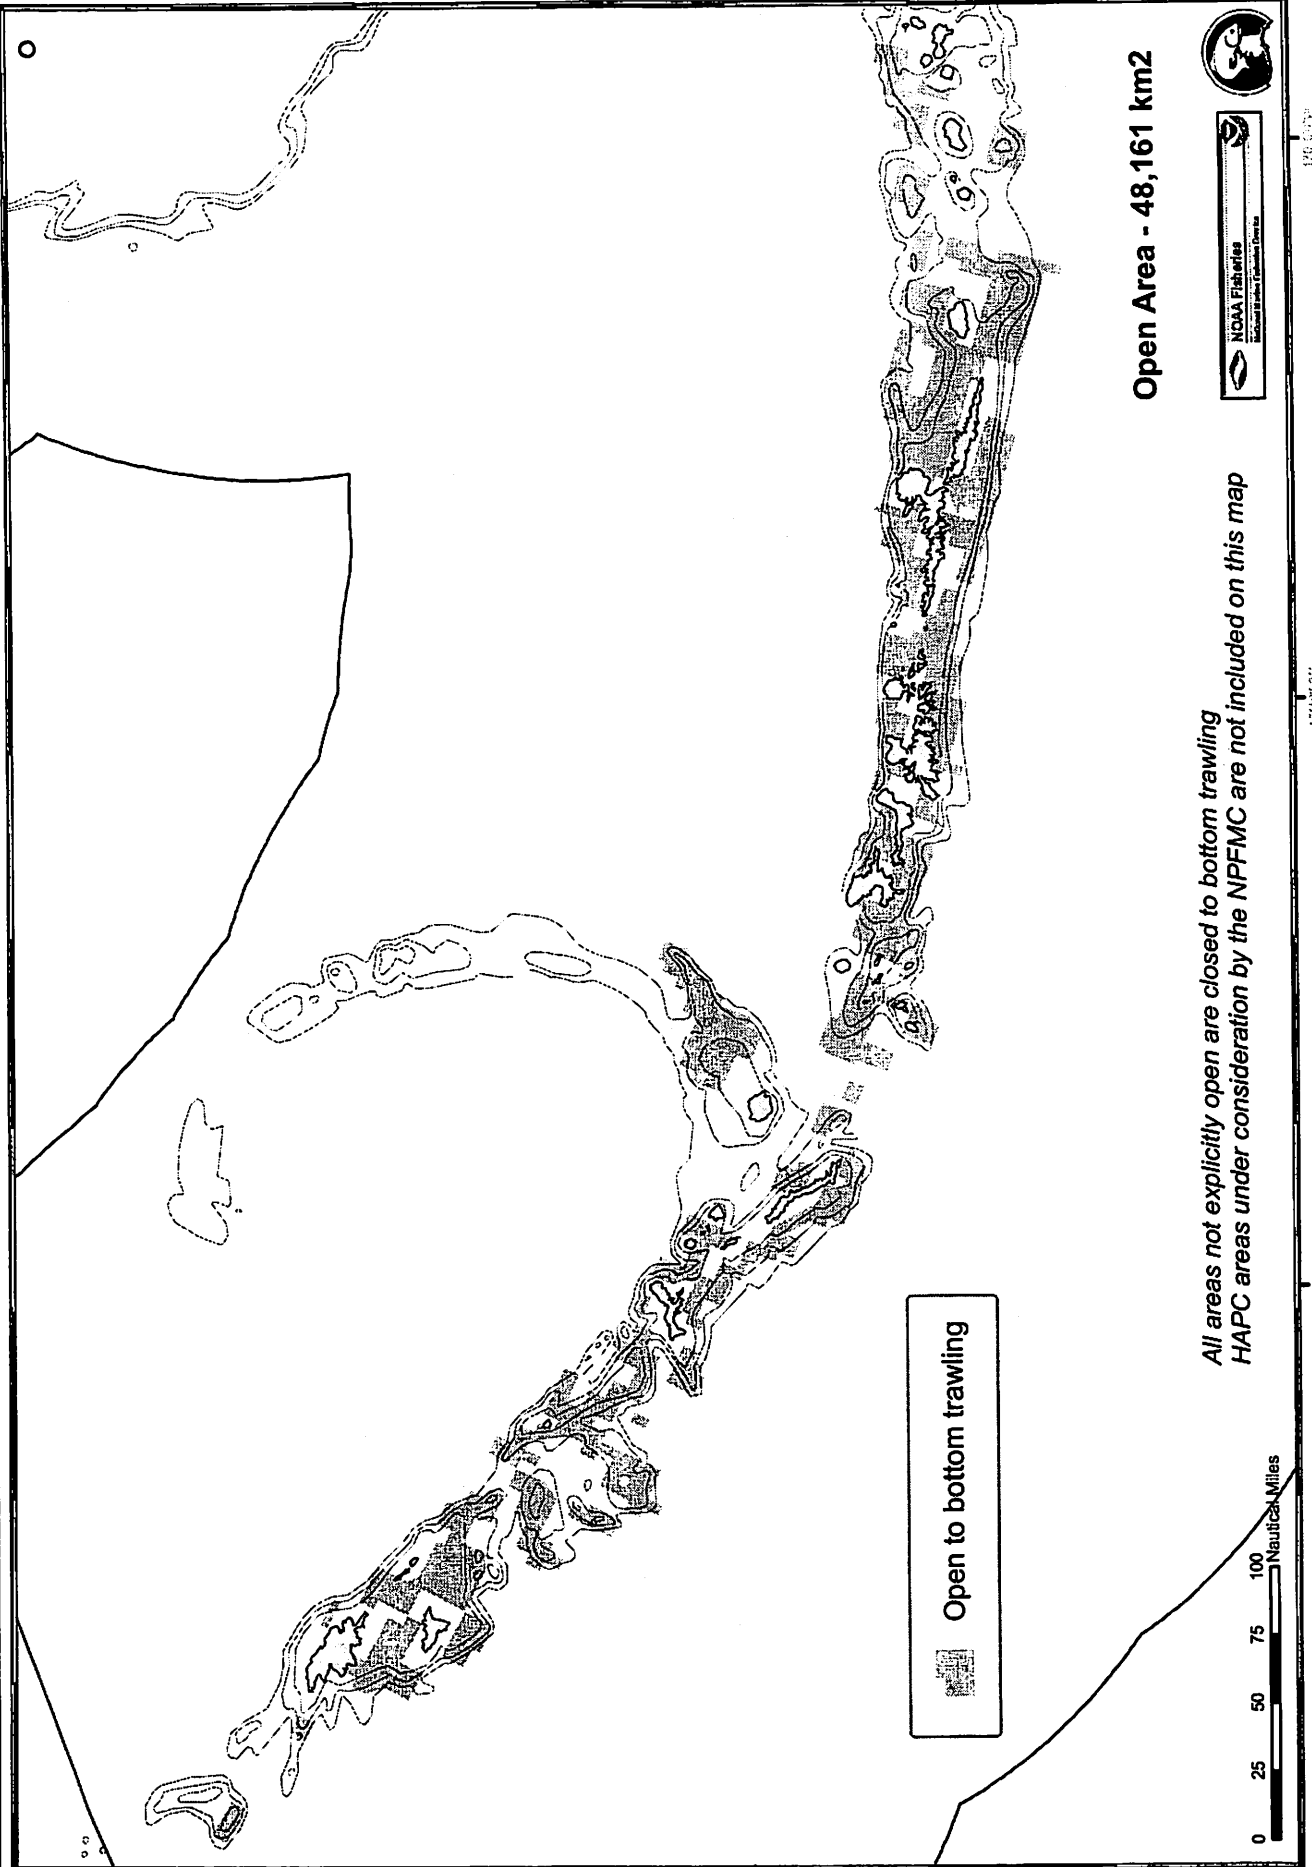 Open Area - 48,161 km2
NOAA Fisheries
Open to bottom trawling
All areas not explicitly open are closed to bottom trawling
HAPC areas under consideration by the NPFMC are not included on this map
0 25 50 75 100
Nautical Miles